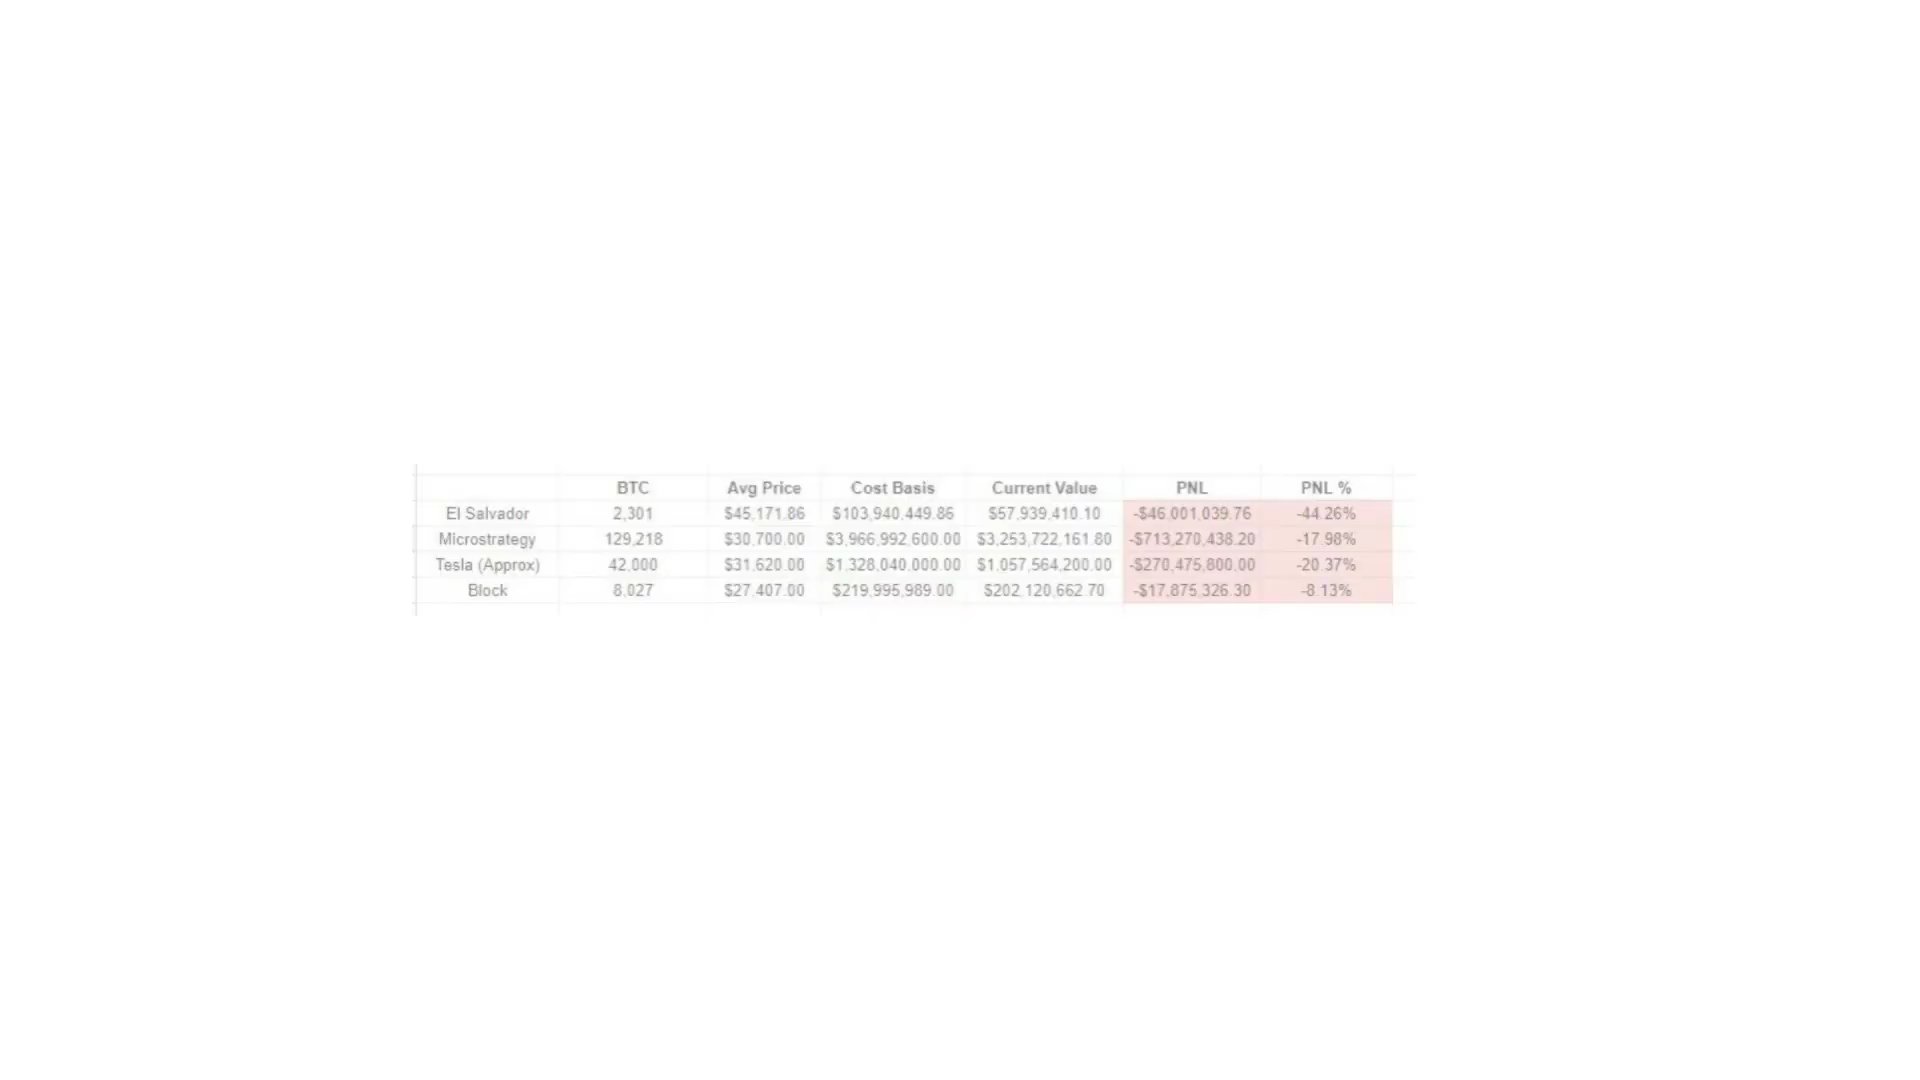 BTC Avg Price Cost Basis Current Value PNL PNL %
El Salvador 2,301 $45,171.86 $103,940,449.86 $57,939,410.10 -$46,001,039.76 -44.26%
Microstrategy 129,218 $30,700.00 $3,966,992,600.00 $3,253,722,161.80 -$713,270,438.20 -17.98%
Tesla (Approx) 42,000 $31,620.00 $1,328,040,000.00 $1,057,564,200.00 -$270,475,800.00 -20.37%
Block 8,027 $27,407.00 $219,995,989.00 $202,120,662.70 -$17,875,326.30 -8.13%